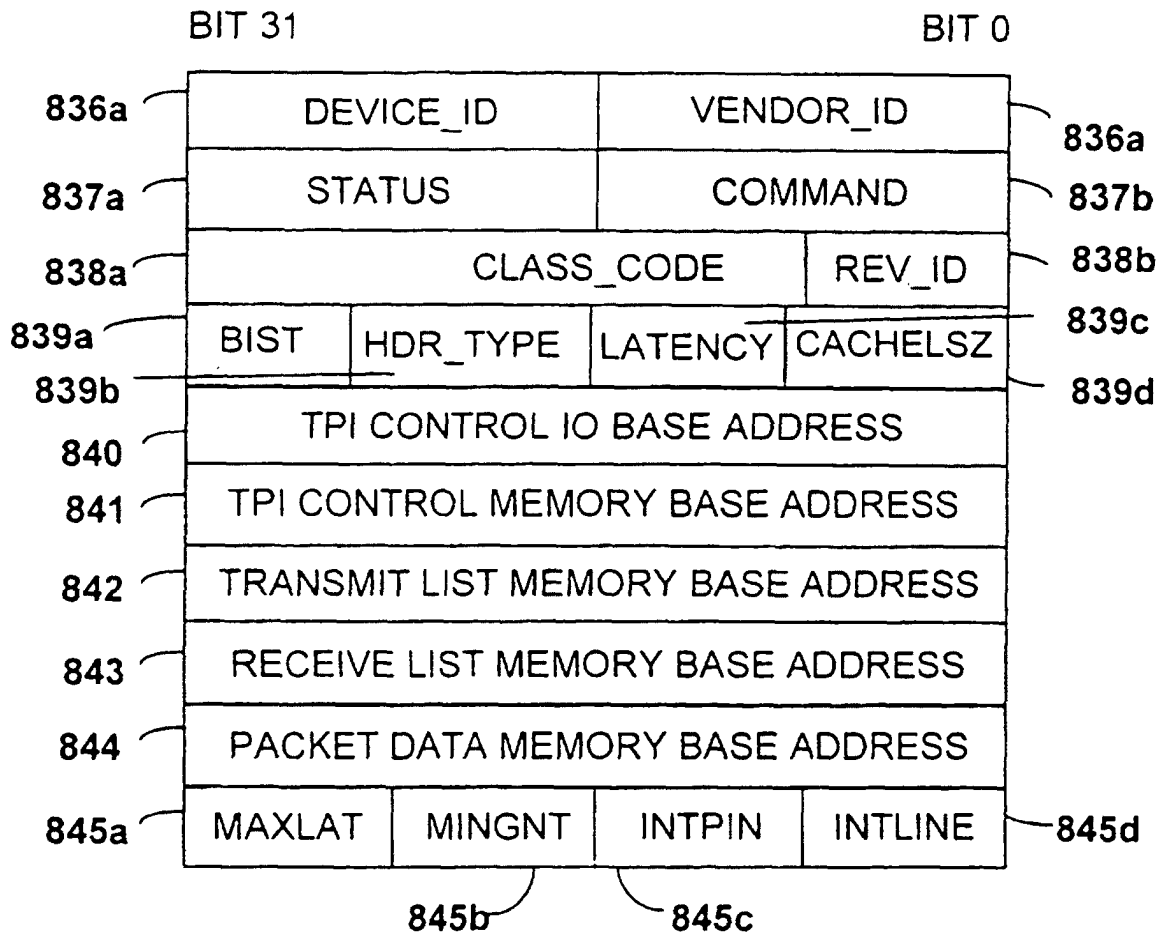 BIT 31 BIT 0
836a DEVICE_ID VENDOR_ID 836a
837a STATUS COMMAND 837b
838a CLASS_CODE REV_ID 838b
839a BIST HDR_TYPE LATENCY CACHELSZ 839c
839b 839d
840 TPI CONTROL IO BASE ADDRESS
841 TPI CONTROL MEMORY BASE ADDRESS
842 TRANSMIT LIST MEMORY BASE ADDRESS
843 RECEIVE LIST MEMORY BASE ADDRESS
844 PACKET DATA MEMORY BASE ADDRESS
845a MAXLAT MINGNT INTPIN INTLINE 845d
845b 845c